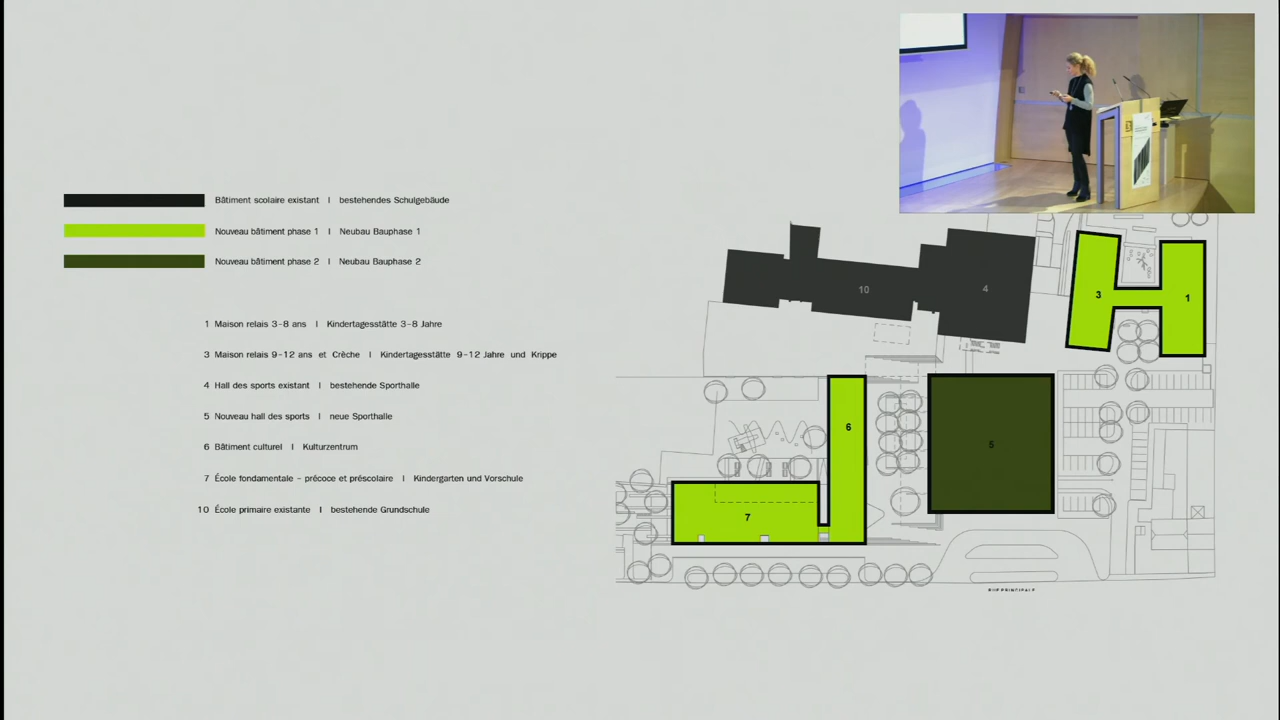 Bâtiment scolaire existant I bestehendes Schulgebäude
Nouveau bâtiment phase 1 I Neubau Bauphase 1
Nouveau bâtiment phase 2 I Neubau Bauphase 2
1 Maison relais 3-8 ans I Kindertagesstätte 3-8 Jahre
3 Maison relais 9-12 ans et Crèche I Kindertagesstätte 9-12 Jahre und Krippe
4 Hall des sports existant I bestehende Sporthalle
5 Nouveau hall des sports I neue Sporthalle
6 Bâtiment culturel I Kulturzentrum
7 École fondamentale - précoce et préscolaire I Kindergarten und Vorschule
10 École primaire existante I bestehende Grundschule
10
4
3
1
6
5
7
RUE PRINCIPALE